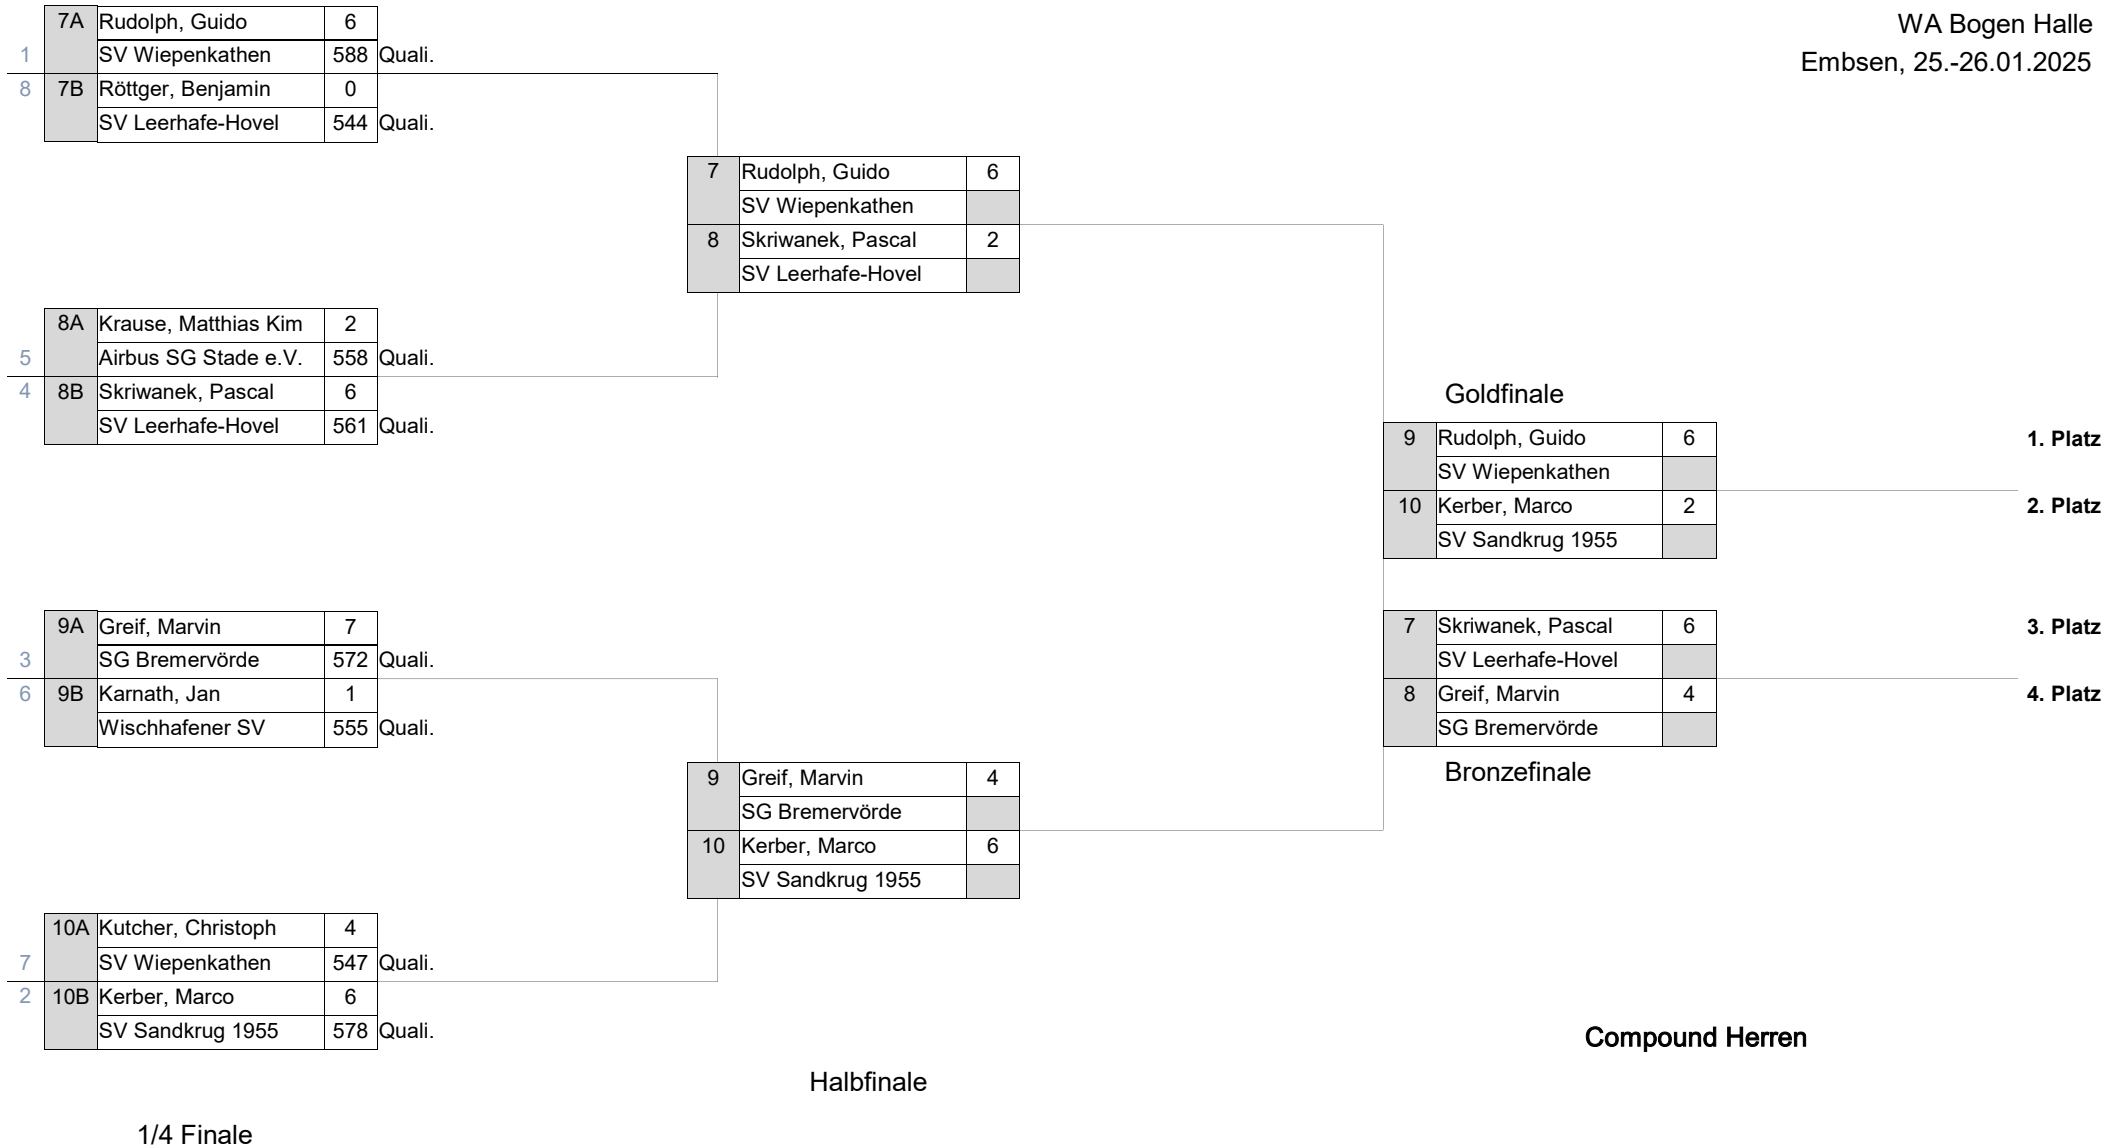 WA Bogen Halle
Embsen, 25.-26.01.2025
7A Rudolph, Guido 6
1 SV Wiepenkathen 588 Quali.
8 7B Röttger, Benjamin 0
SV Leerhafe-Hovel 544 Quali.
7 Rudolph, Guido 6
SV Wiepenkathen
8 Skriwanek, Pascal 2
SV Leerhafe-Hovel
8A Krause, Matthias Kim 2
5 Airbus SG Stade e.V. 558 Quali.
4 8B Skriwanek, Pascal 6
SV Leerhafe-Hovel 561 Quali.
Goldfinale
9 Rudolph, Guido 6 1. Platz
SV Wiepenkathen
10 Kerber, Marco 2 2. Platz
SV Sandkrug 1955
9A Greif, Marvin 7
3 SG Bremervörde 572 Quali.
6 9B Karnath, Jan 1
Wischhafener SV 555 Quali.
7 Skriwanek, Pascal 6 3. Platz
SV Leerhafe-Hovel
8 Greif, Marvin 4 4. Platz
SG Bremervörde
Bronzefinale
9 Greif, Marvin 4
SG Bremervörde
10 Kerber, Marco 6
SV Sandkrug 1955
10A Kutcher, Christoph 4
7 SV Wiepenkathen 547 Quali.
2 10B Kerber, Marco 6
SV Sandkrug 1955 578 Quali.
Compound Herren
Halbfinale
1/4 Finale